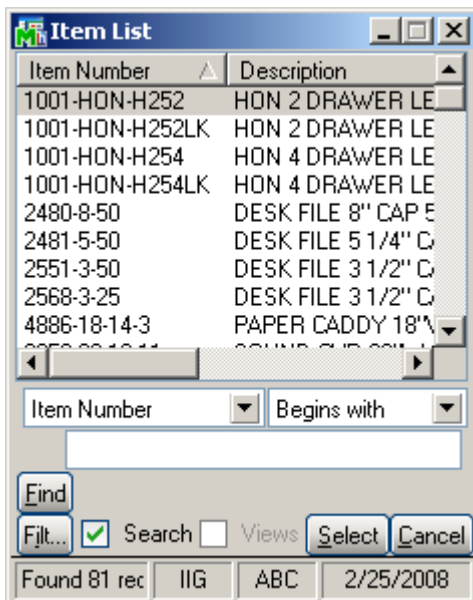 Item List
Item Number Description
1001-HON-H252 HON 2 DRAWER LE
1001-HON-H252LK HON 2 DRAWER LE
1001-HON-H254 HON 4 DRAWER LE
1001-HON-H254LK HON 4 DRAWER LE
2480-8-50 DESK FILE 8" CAP 5
2481-5-50 DESK FILE 5 1/4" CA
2551-3-50 DESK FILE 3 1/2" CA
2568-3-25 DESK FILE 3 1/2" CA
4886-18-14-3 PAPER CADDY 18"
Item Number Begins with
Find
Filt... Search Views Select Cancel
Found 81 rec IIG ABC 2/25/2008